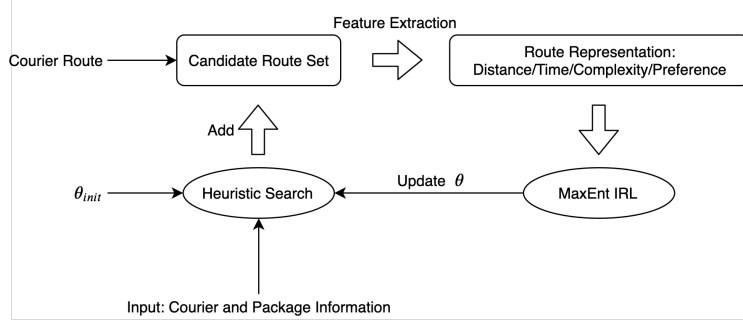 Feature Extraction
Courier Route
Candidate Route Set
Route Representation:
Distance/Time/Complexity/Preference
Add
θinit
Heuristic Search
Update θ
MaxEnt IRL
Input: Courier and Package Information